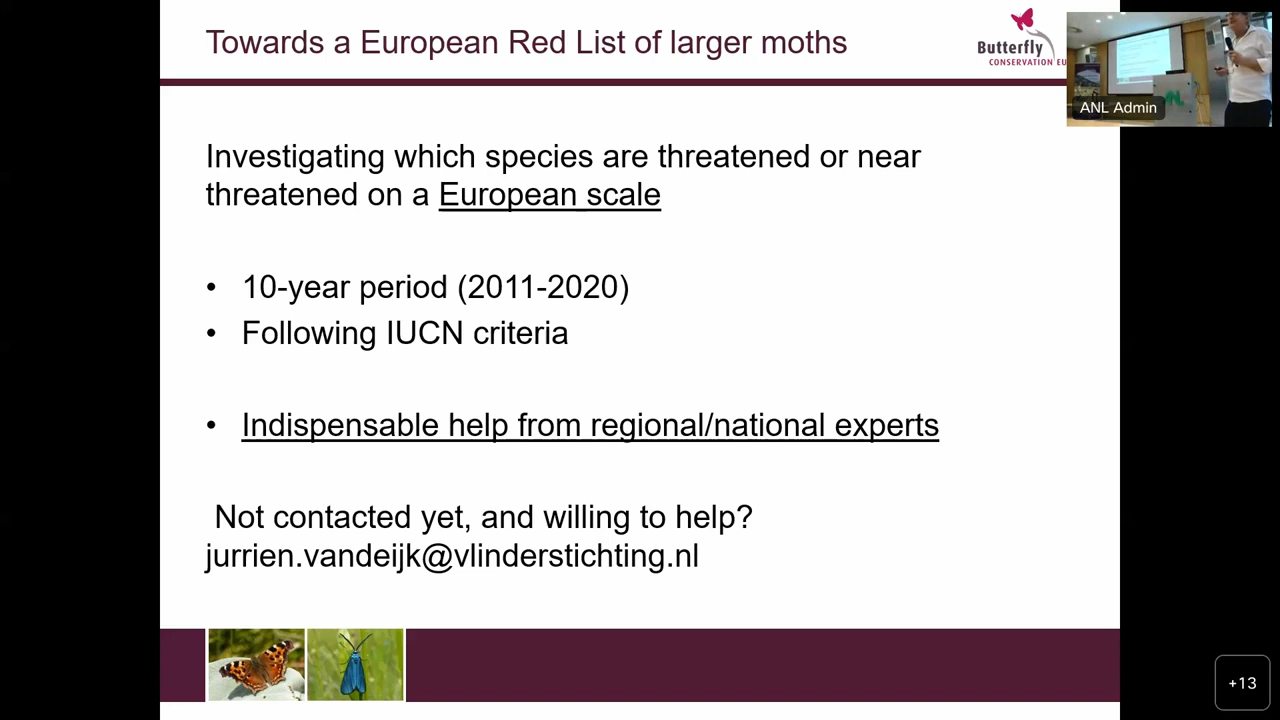 Towards a European Red List of larger moths
Butterfly
CONSERVATION EU
ANL Admin
Investigating which species are threatened or near
threatened on a European scale
• 10-year period (2011-2020)
• Following IUCN criteria
• Indispensable help from regional/national experts
Not contacted yet, and willing to help?
jurrien.vandeijk@vlinderstichting.nl
+13